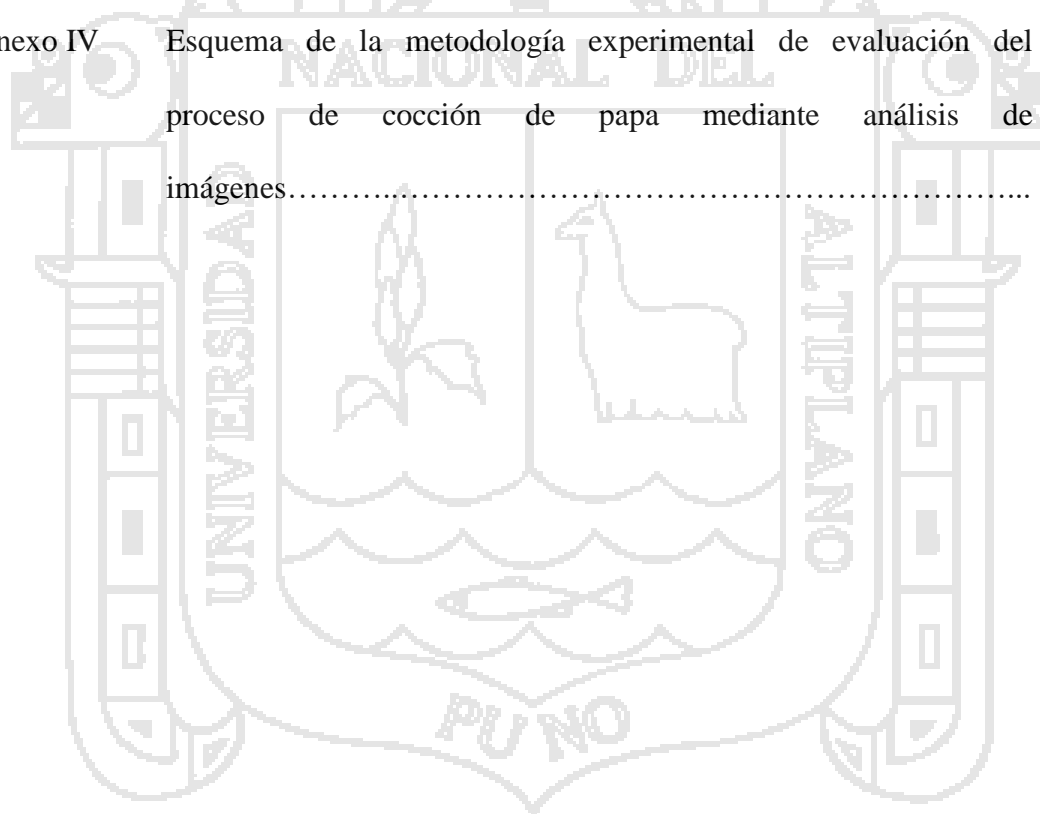 nexo IV Esquema de la metodología experimental de evaluación del
proceso de cocción de papa mediante análisis de
imágenes……….…………………………………………………………...
NACIONAL DEL
UNIVERSIDAD
ALTIPLANO
PUNO